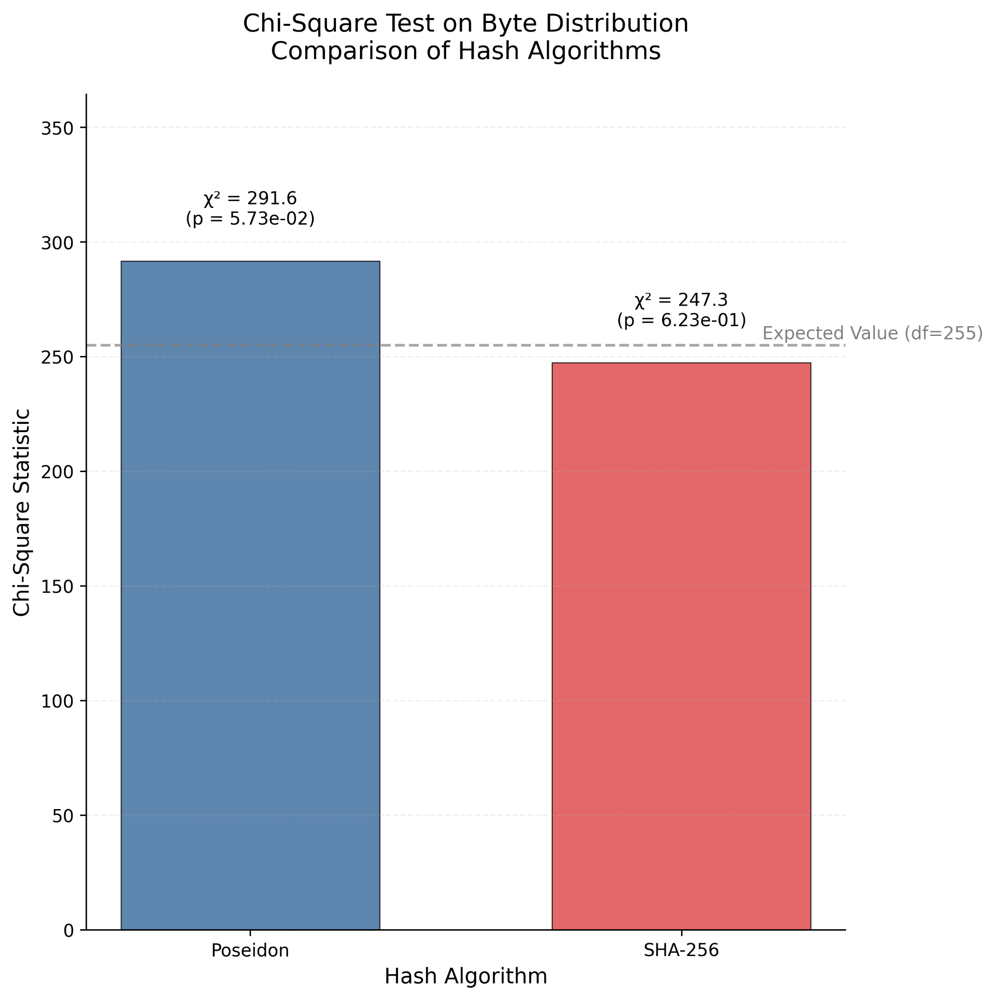 Chi-Square Test on Byte Distribution
Comparison of Hash Algorithms
350
300
250
200
150
100
50
0
Chi-Square Statistic
χ² = 291.6
(p = 5.73e-02)
χ² = 247.3
(p = 6.23e-01)
Expected Value (df=255)
Poseidon
SHA-256
Hash Algorithm